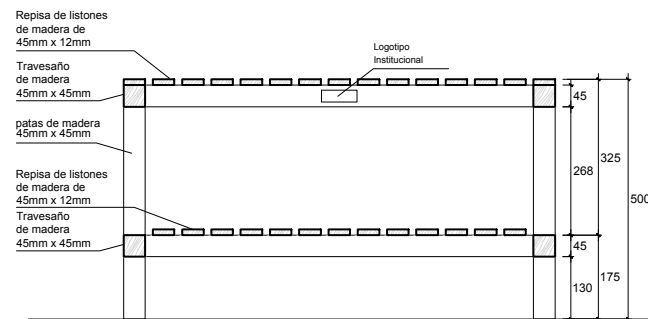 Repisa de listones
de madera de
45mm x 12mm
Logotipo
Institucional
Travesaño
de madera
45mm x 45mm
45
patas de madera
45mm x 45mm
325
268
Repisa de listones
de madera de
45mm x 12mm
500
Travesaño
de madera
45mm x 45mm
45
175
130